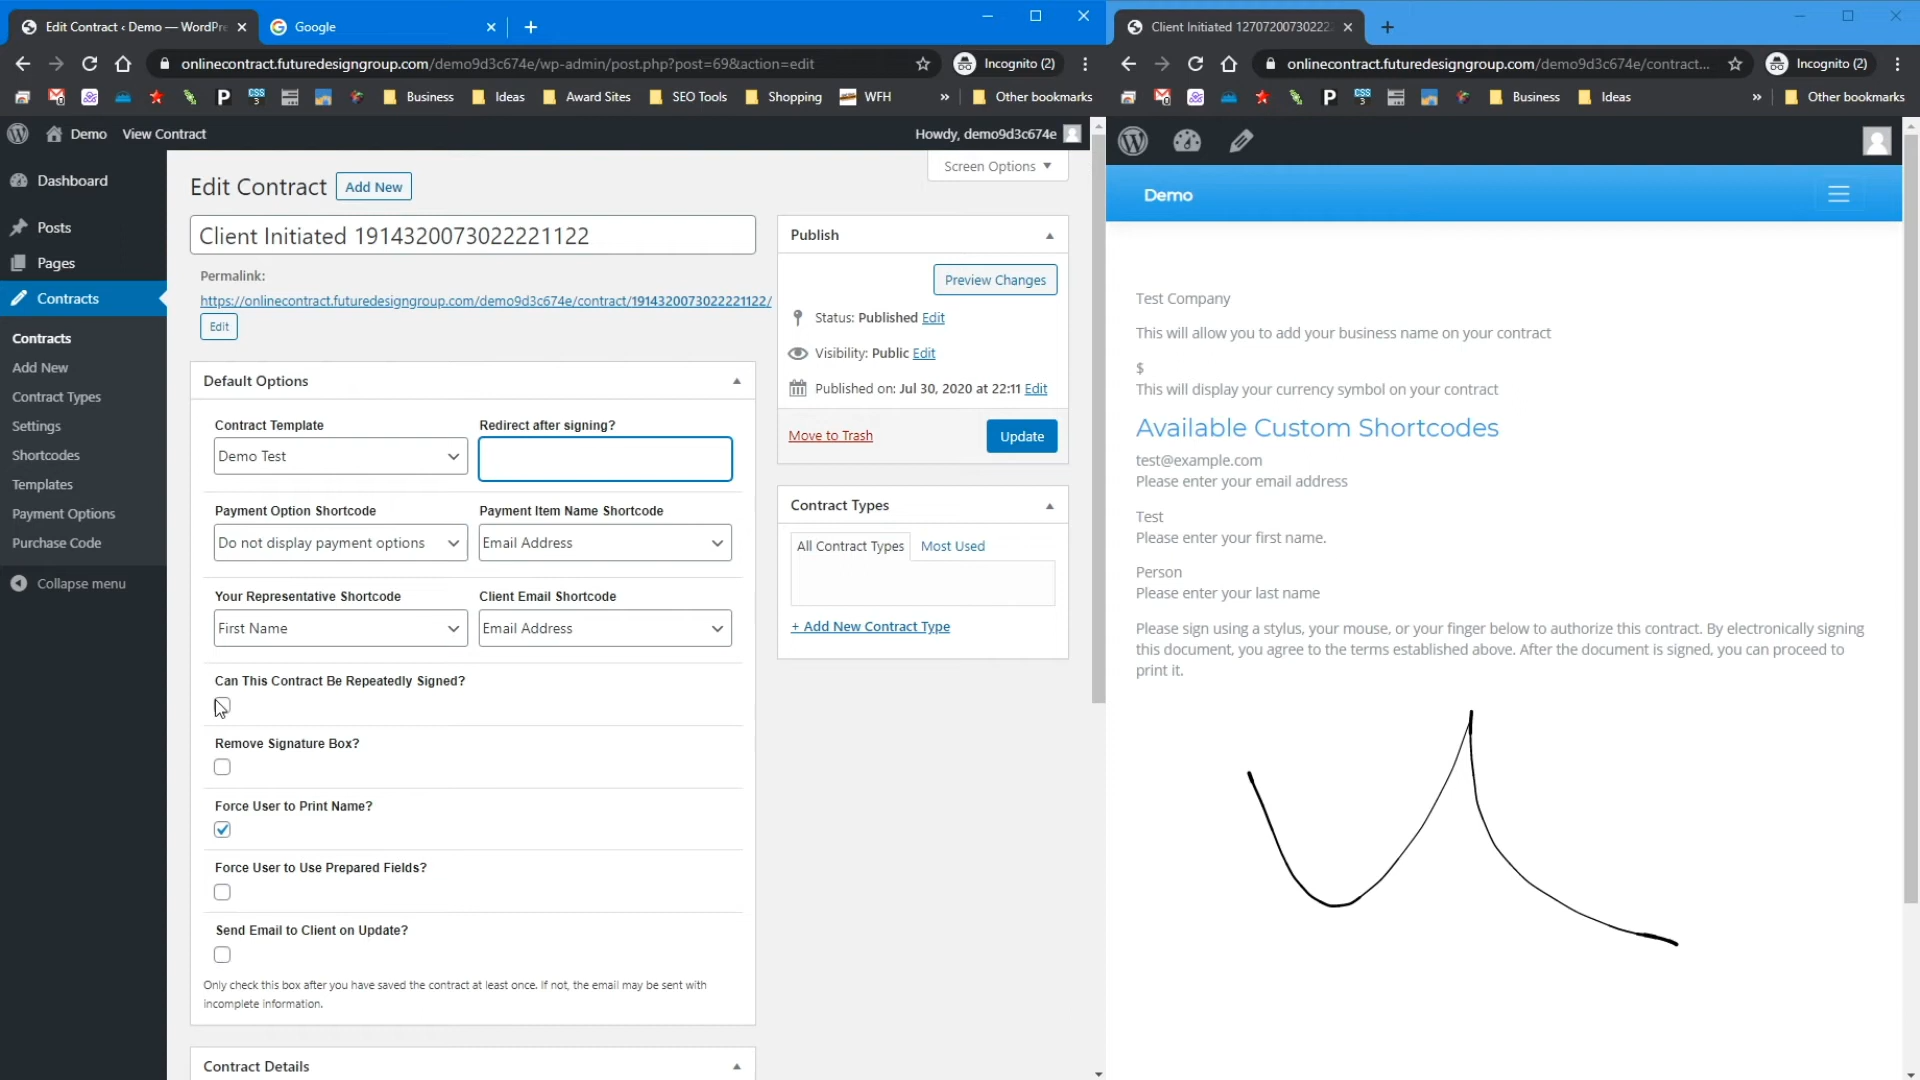 Edit Contract ‹ Demo — WordPre
Google
onlinecontract.futuredesigngroup.com/demo9d3c674e/wp-admin/post.php?post=69&action=edit
Incognito (2)
Business
Ideas
Award Sites
SEO Tools
Shopping
WFH
»
Other bookmarks
Demo
View Contract
Howdy, demo9d3c674e
Dashboard
Posts
Pages
Contracts
Contracts
Add New
Contract Types
Settings
Shortcodes
Templates
Payment Options
Purchase Code
Collapse menu
Screen Options
Edit Contract
Add New
Client Initiated 1914320073022221122
Permalink:
https://onlinecontract.futuredesigngroup.com/demo9d3c674e/contract/1914320073022221122/
Edit
Default Options
Contract Template
Redirect after signing?
Demo Test
Payment Option Shortcode
Payment Item Name Shortcode
Do not display payment options
Email Address
Your Representative Shortcode
Client Email Shortcode
First Name
Email Address
Can This Contract Be Repeatedly Signed?
Remove Signature Box?
Force User to Print Name?
Force User to Use Prepared Fields?
Send Email to Client on Update?
Only check this box after you have saved the contract at least once. If not, the email may be sent with
incomplete information.
Contract Details
Publish
Preview Changes
Status: Published Edit
Visibility: Public Edit
Published on: Jul 30, 2020 at 22:11 Edit
Move to Trash
Update
Contract Types
All Contract Types
Most Used
+ Add New Contract Type
Client Initiated 1270720073022
onlinecontract.futuredesigngroup.com/demo9d3c674e/contract...
Incognito (2)
P
CSS
3
Business
Ideas
»
Other bookmarks
Demo
Test Company
This will allow you to add your business name on your contract
$
This will display your currency symbol on your contract
Available Custom Shortcodes
test@example.com
Please enter your email address
Test
Please enter your first name.
Person
Please enter your last name
Please sign using a stylus, your mouse, or your finger below to authorize this contract. By electronically signing
this document, you agree to the terms established above. After the document is signed, you can proceed to
print it.